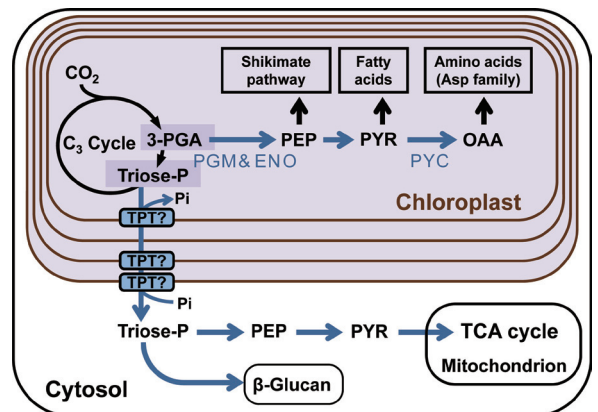 Shikimate
pathway
Fatty
acids
Amino acids
(Asp family)
CO2
C3 Cycle
3-PGA
PEP
PYR
OAA
PGM& ENO
PYC
Triose-P
Pi
Chloroplast
TPT?
TPT?
TPT?
Pi
Triose-P
PEP
PYR
TCA cycle
Mitochondrion
β-Glucan
Cytosol